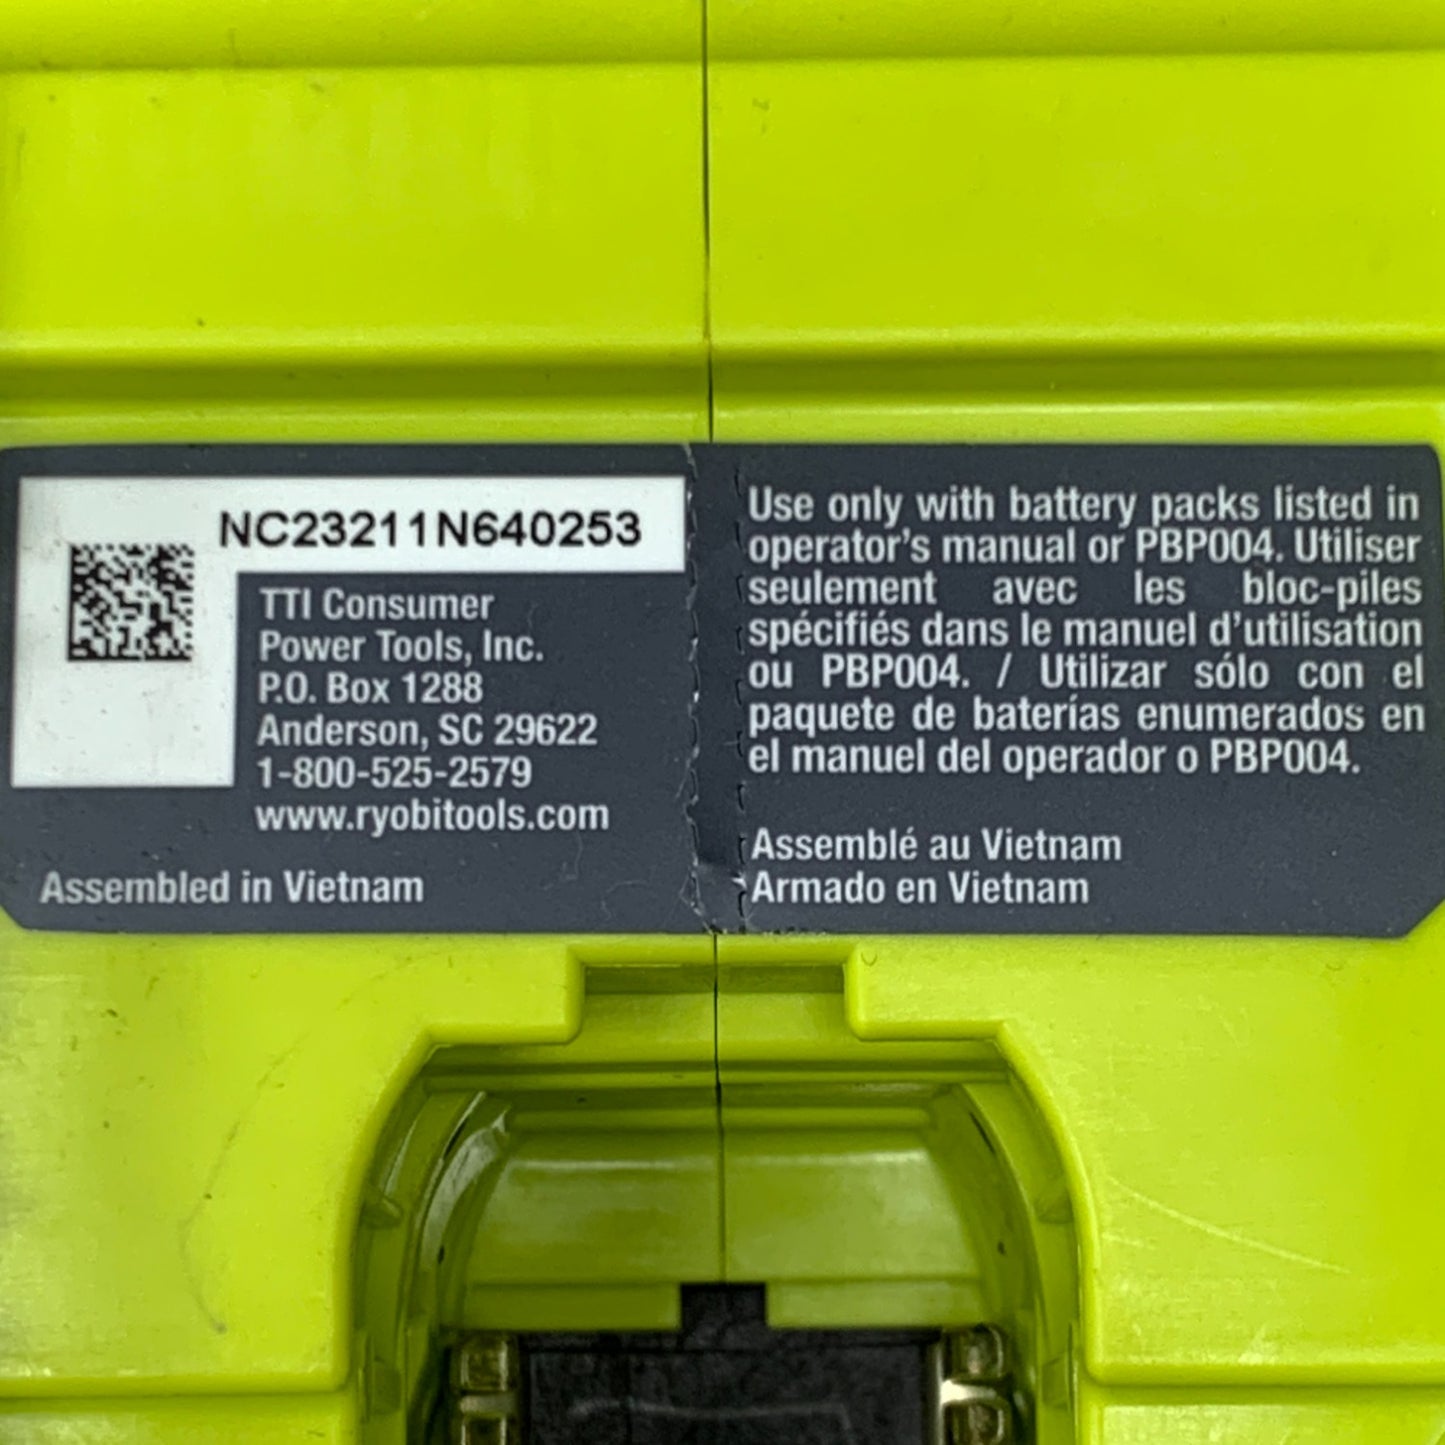 NC23211N640253
TTI Consumer
Power Tools, Inc.
P.O. Box 1288
Anderson, SC 29622
1-800-525-2579
www.ryobitools.com
Assembled in Vietnam
Use only with battery packs listed in
operator's manual or PBP004. Utiliser
seulement avec les bloc-piles
spécifiés dans le manuel d'utilisation
ou PBP004. / Utilizar sólo con el
paquete de baterías enumerados en
el manuel del operador o PBP004.
Assemblé au Vietnam
Armado en Vietnam